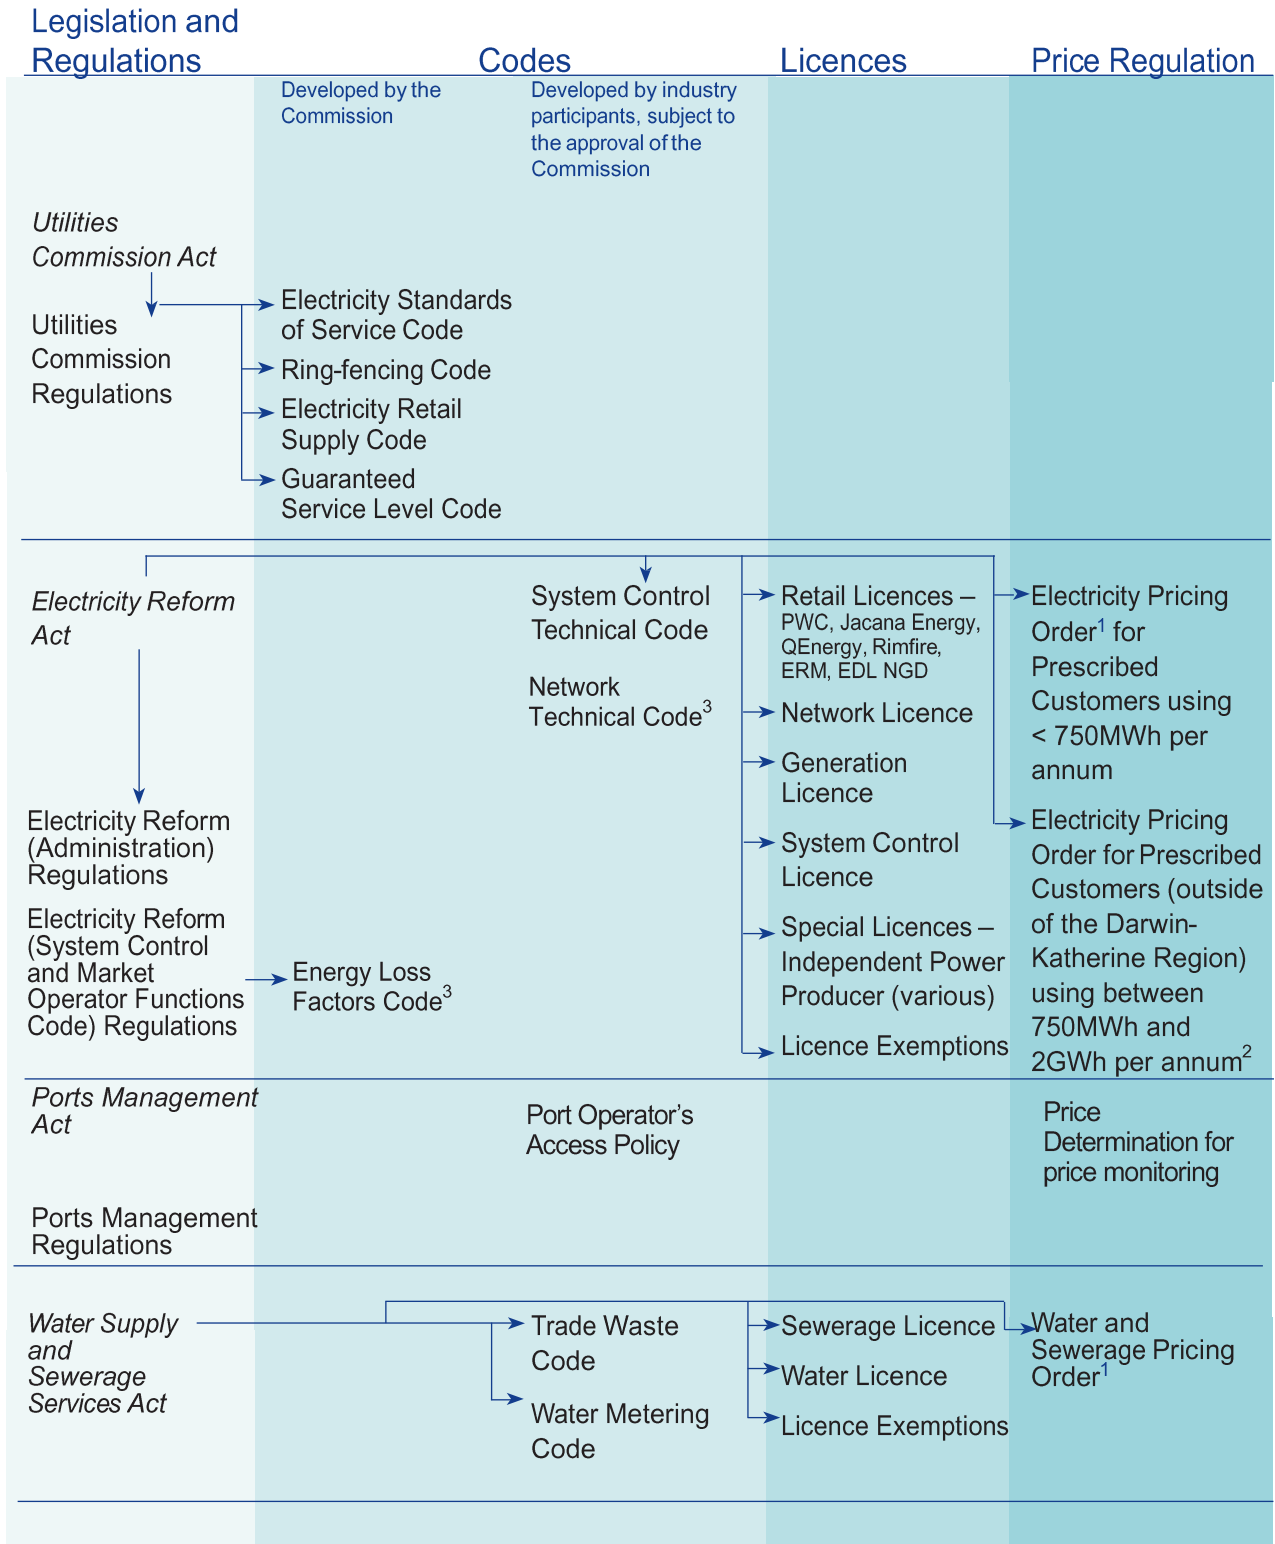 Legislation and
Regulations
Codes
Licences
Price Regulation
Developed by the
Commission
Developed by industry
participants, subject to
the approval of the
Commission
Utilities
Commission Act
Utilities
Commission
Regulations
Electricity Standards
of Service Code
Ring-fencing Code
Electricity Retail
Supply Code
Guaranteed
Service Level Code
Electricity Reform
Act
Electricity Reform
(Administration)
Regulations
Electricity Reform
(System Control
and Market
Operator Functions
Code) Regulations
Energy Loss
Factors Code3
System Control
Technical Code
Network
Technical Code3
Retail Licences –
PWC, Jacana Energy,
QEnergy, Rimfire,
ERM, EDL NGD
Network Licence
Generation
Licence
System Control
Licence
Special Licences –
Independent Power
Producer (various)
Licence Exemptions
Electricity Pricing
Order1 for
Prescribed
Customers using
< 750MWh per
annum
Electricity Pricing
Order for Prescribed
Customers (outside
of the Darwin-
Katherine Region)
using between
750MWh and
2GWh per annum2
Ports Management
Act
Ports Management
Regulations
Port Operator's
Access Policy
Price
Determination for
price monitoring
Water Supply
and
Sewerage
Services Act
Trade Waste
Code
Water Metering
Code
Sewerage Licence
Water Licence
Licence Exemptions
Water and
Sewerage Pricing
Order1